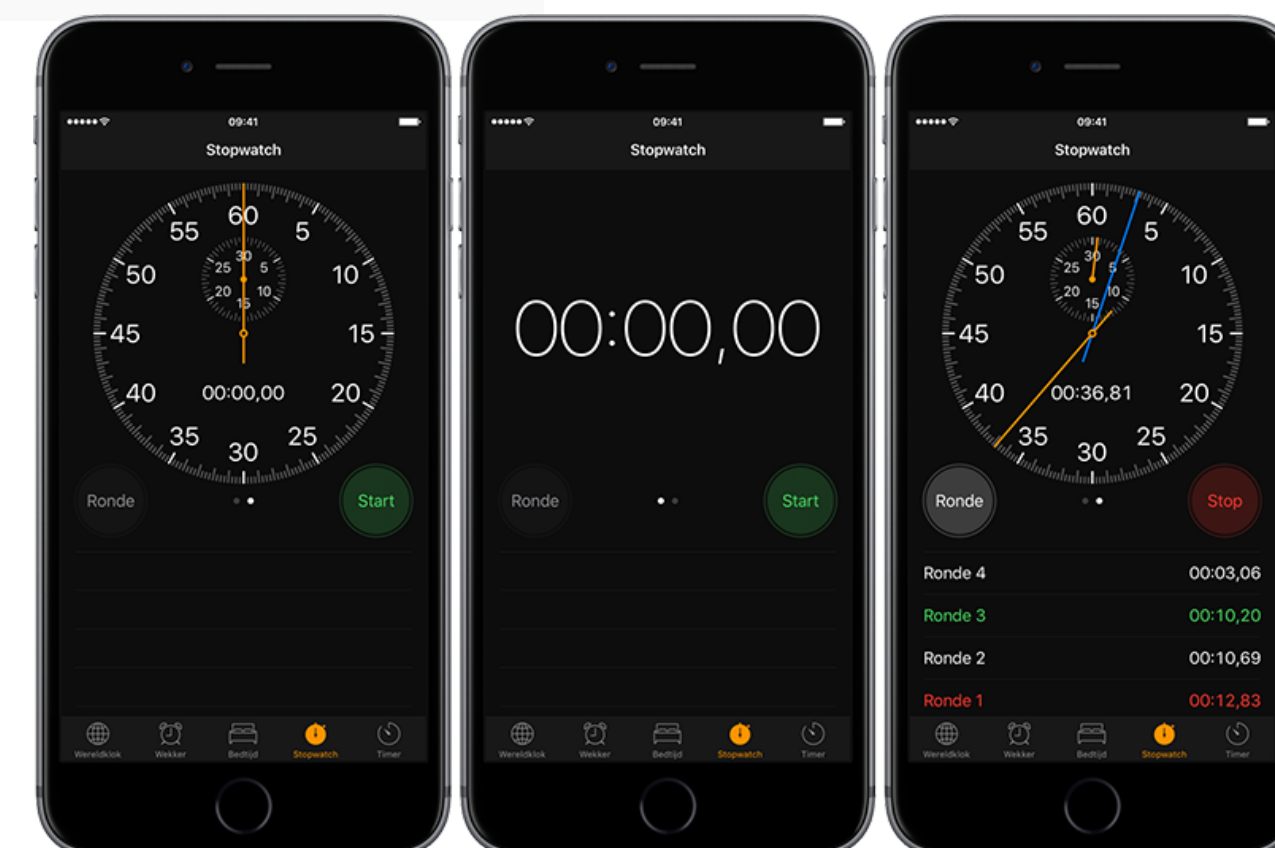 09:41
Stopwatch
60
55 5
50 10
45 15
40 20
35 25
30
30
25 5
20 10
15
00:00,00
Ronde Start
Wereldklok Wekker Bedtijd Stopwatch Timer
09:41
Stopwatch
00:00,00
Ronde Start
Wereldklok Wekker Bedtijd Stopwatch Timer
09:41
Stopwatch
60
55 5
50 10
45 15
40 20
35 25
30
30
25 5
20 10
15
00:36,81
Ronde Stop
Ronde 4 00:03,06
Ronde 3 00:10,20
Ronde 2 00:10,69
Ronde 1 00:12,83
Wereldklok Wekker Bedtijd Stopwatch Timer